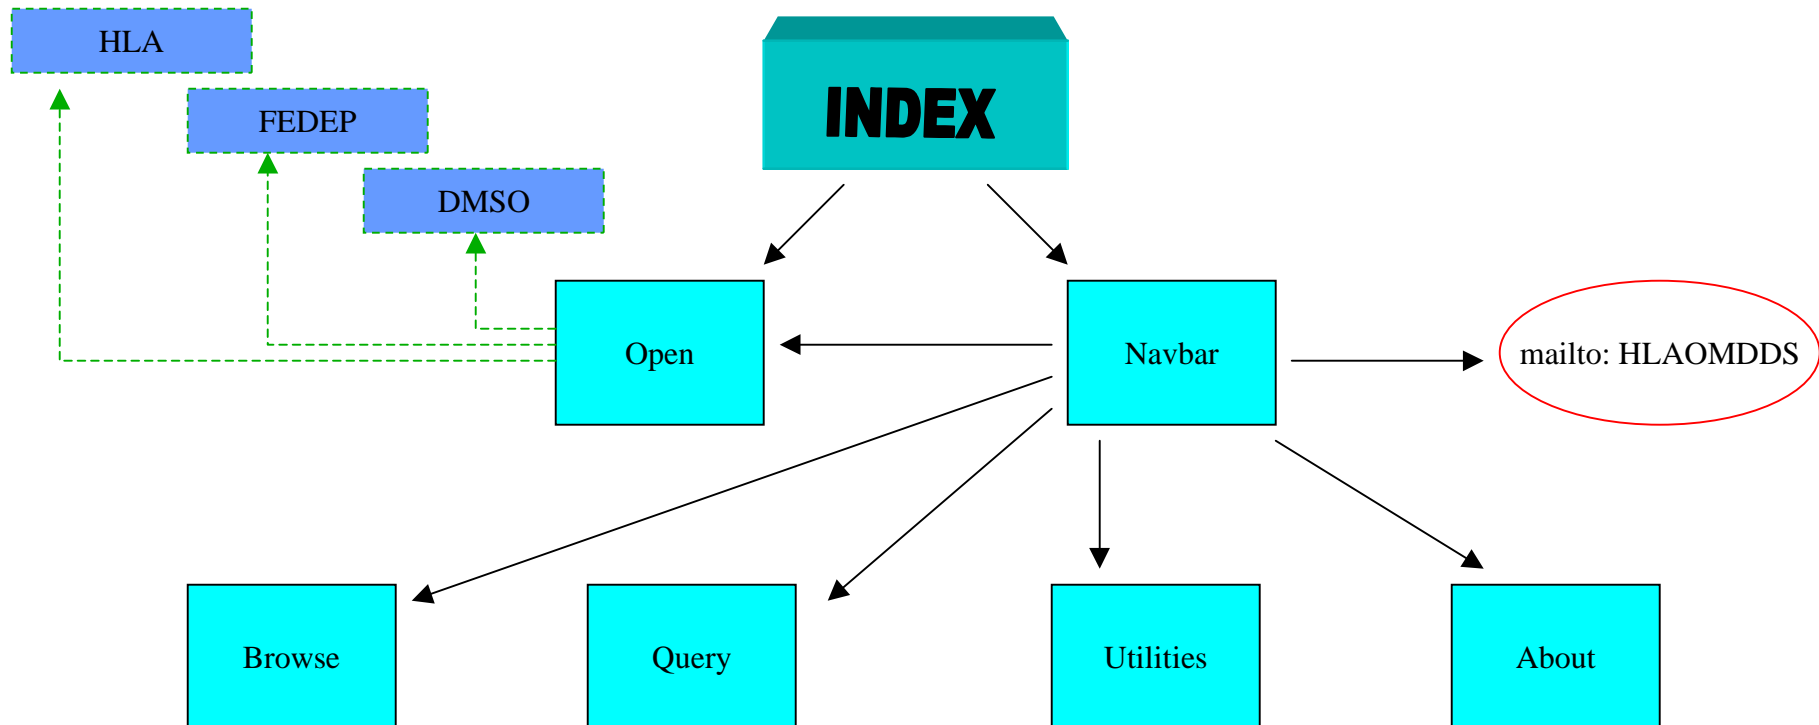 HLA
INDEX
FEDEP
DMSO
Open
Navbar
mailto: HLAOMDDS
Browse
Query
Utilities
About